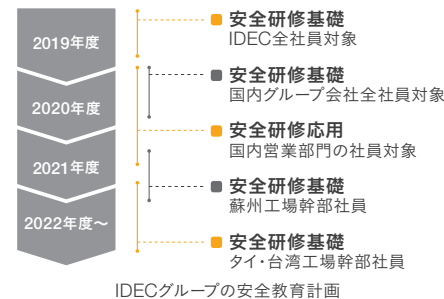 2019年度
2020年度
2021年度
2022年度〜
安全研修基礎
IDEC全社員対象
安全研修基礎
国内グループ会社全社員対象
安全研修応用
国内営業部門の社員対象
安全研修基礎
蘇州工場幹部社員
安全研修基礎
タイ・台湾工場幹部社員
IDECグループの安全教育計画